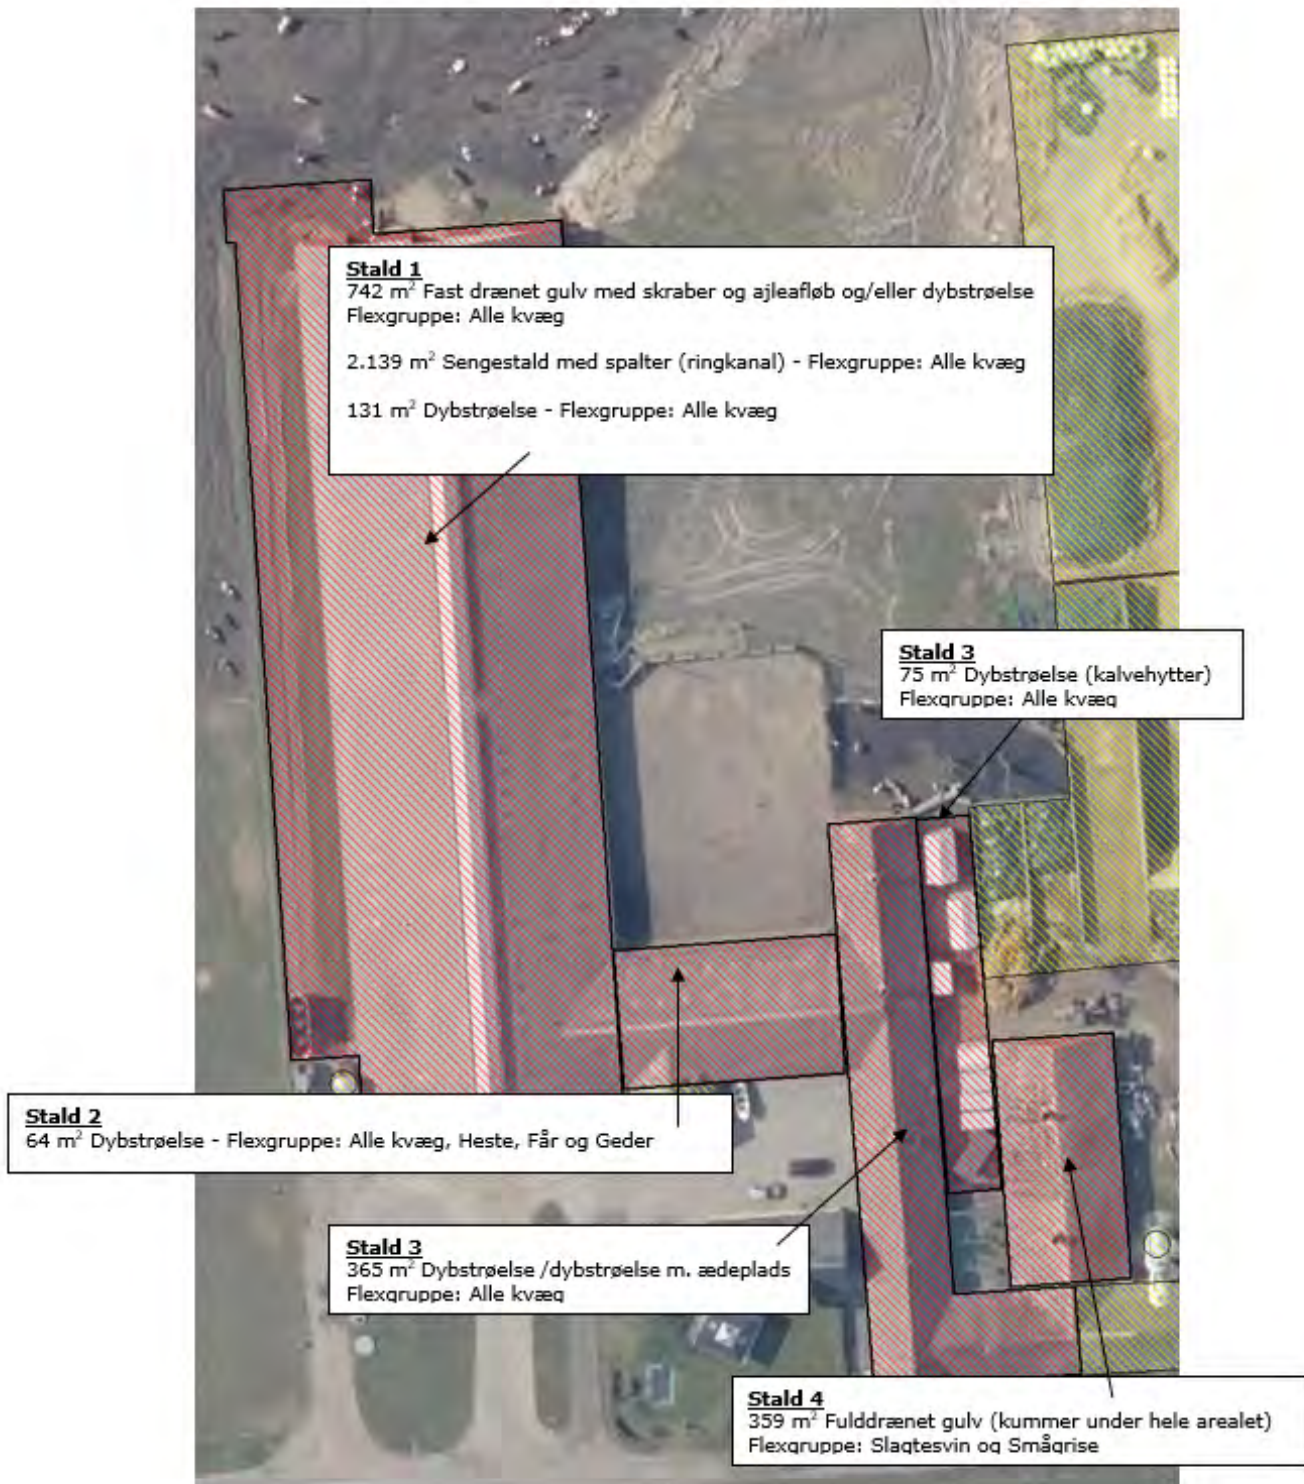 Stald 1
742 m² Fast drænet gulv med skraber og ajleafløb og/eller dybstrøelse
Flexgruppe: Alle kvæg
2.139 m² Sengestald med spalter (ringkanal) - Flexgruppe: Alle kvæg
131 m² Dybstrøelse - Flexgruppe: Alle kvæg
Stald 3
75 m² Dybstrøelse (kalvehytter)
Flexgruppe: Alle kvæg
Stald 2
64 m² Dybstrøelse - Flexgruppe: Alle kvæg, Heste, Får og Geder
Stald 3
365 m² Dybstrøelse /dybstrøelse m. ædeplads
Flexgruppe: Alle kvæg
Stald 4
359 m² Fulddrænet gulv (kummer under hele arealet)
Flexgruppe: Slagtesvin og Smågrise